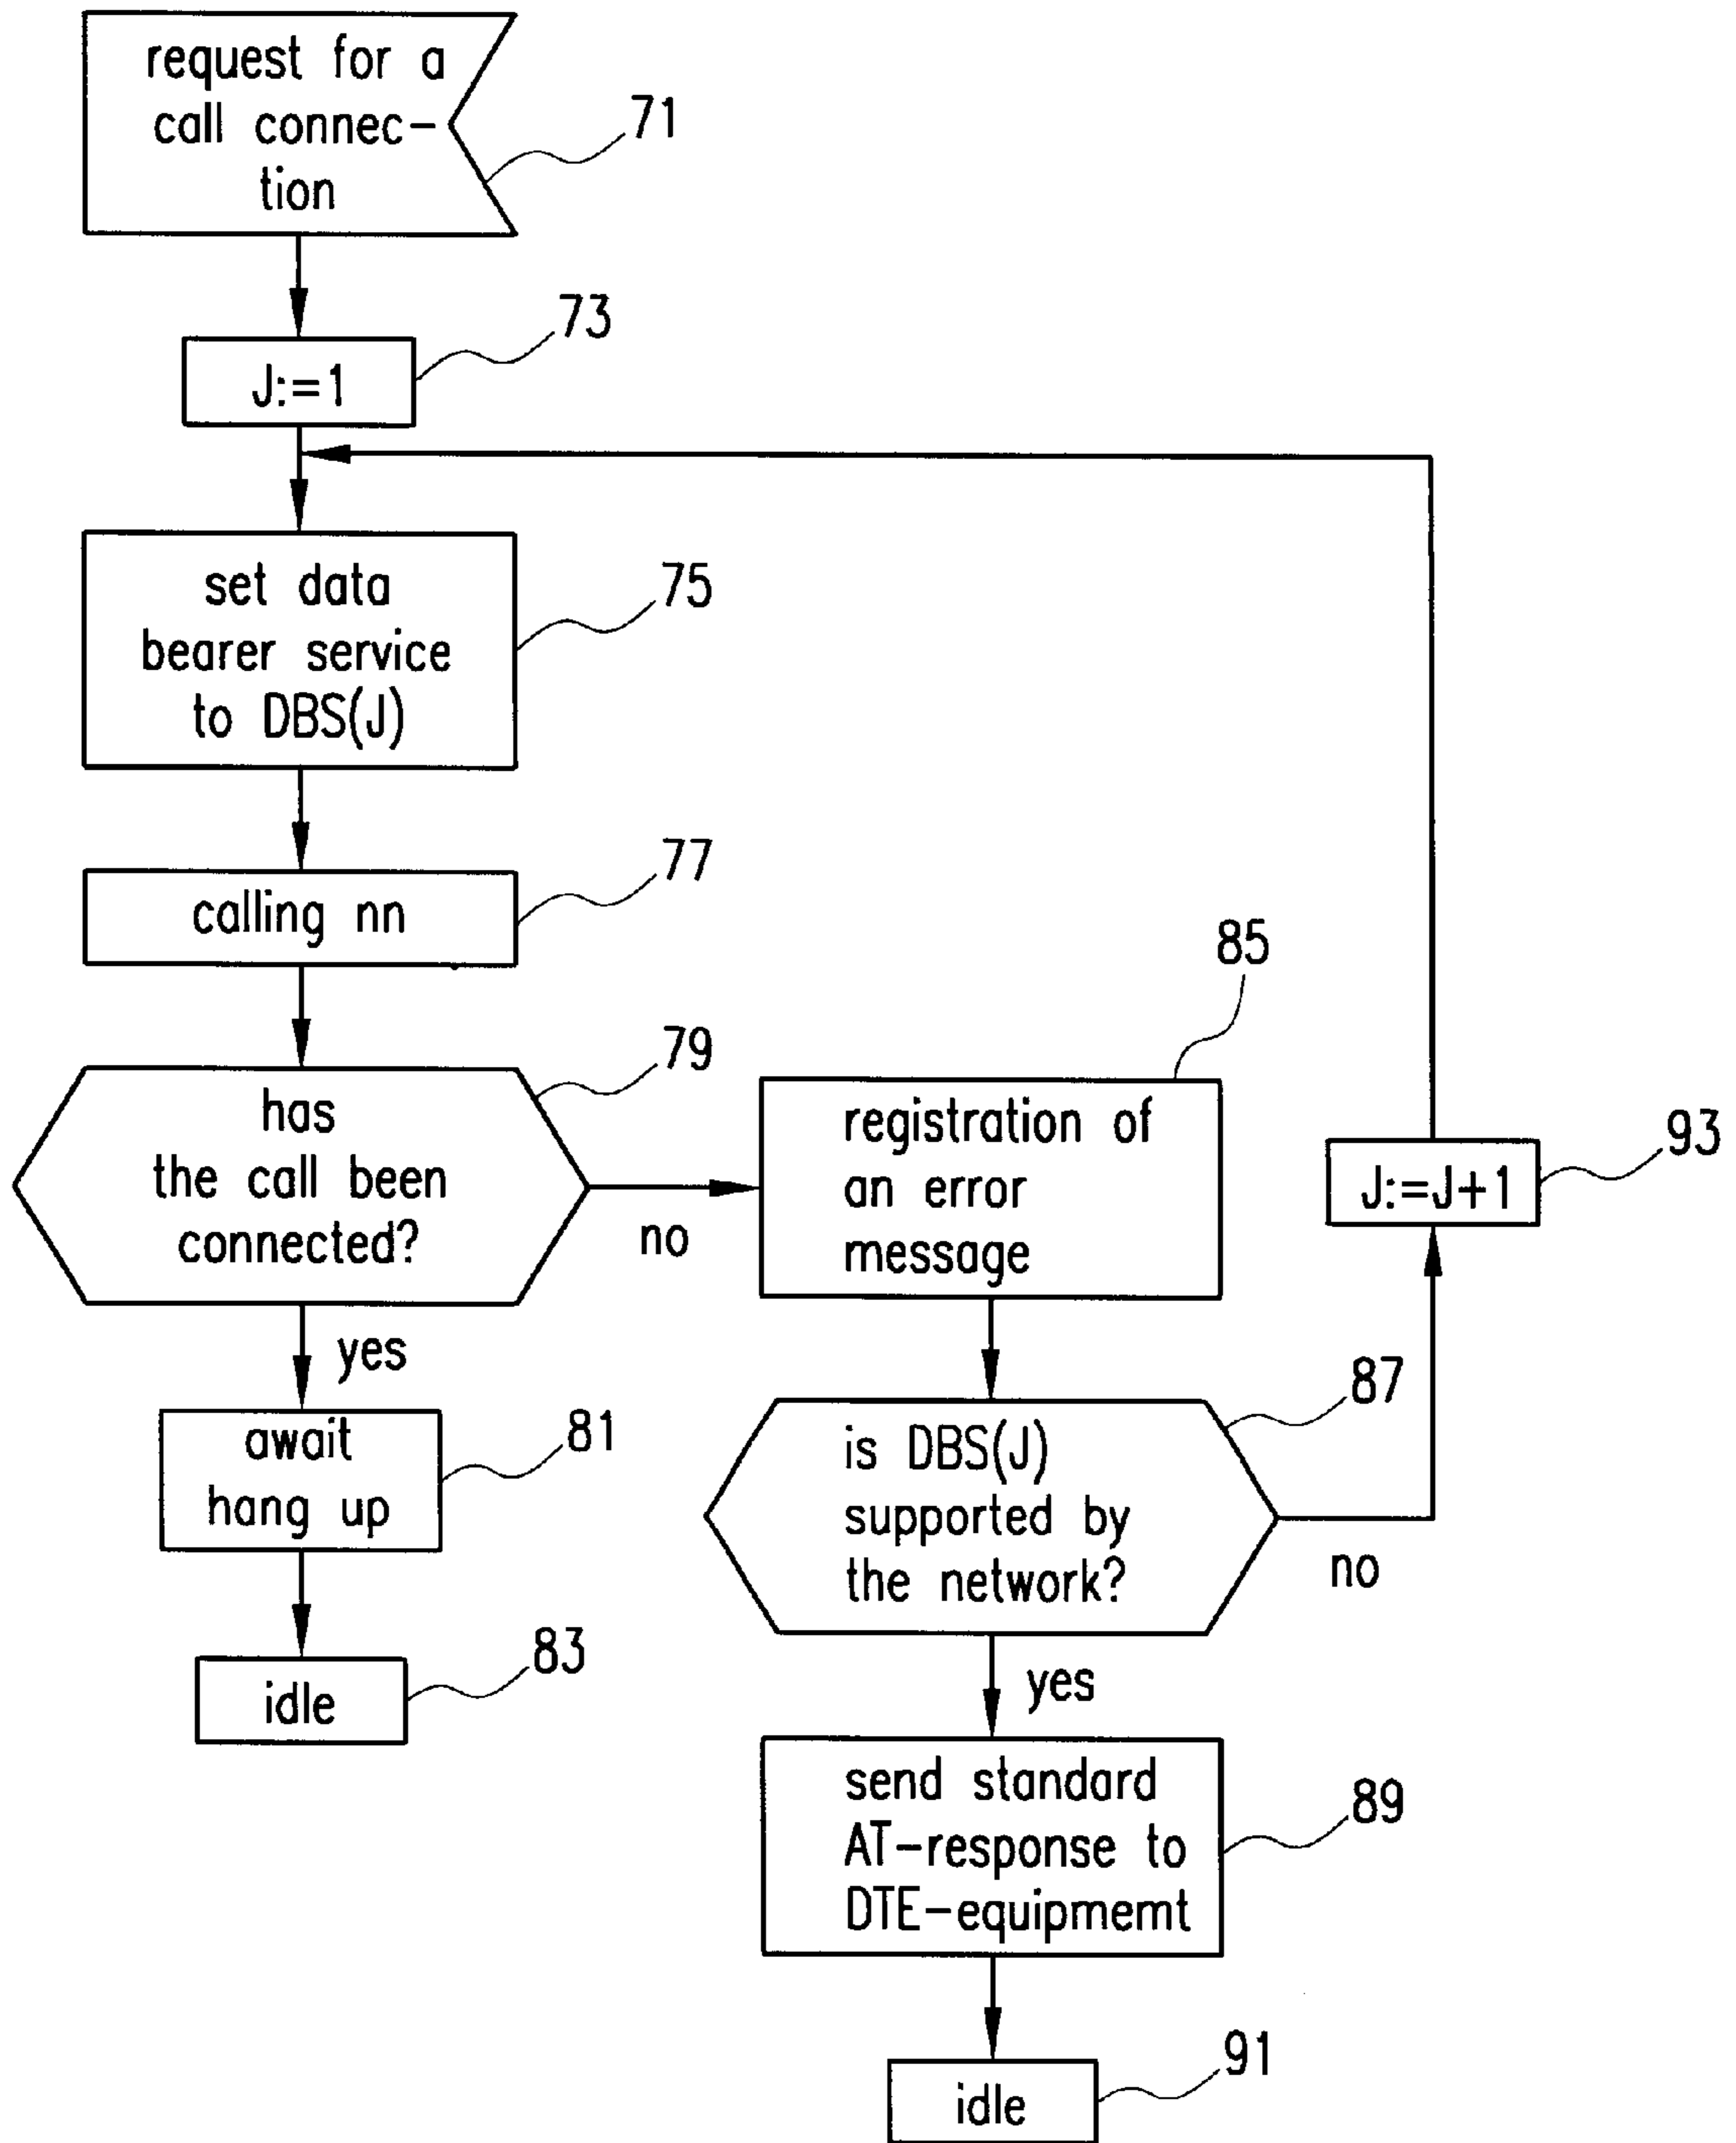 request for a
call connec-
tion
71
73
J:=1
set data
bearer service
to DBS(J)
75
calling nn
77
has
the call been
connected?
79
no
yes
await
hang up
81
idle
83
85
registration of
an error
message
J:=J+1
93
is DBS(J)
supported by
the network?
87
no
yes
send standard
AT-response to
DTE-equipmemt
89
idle
91